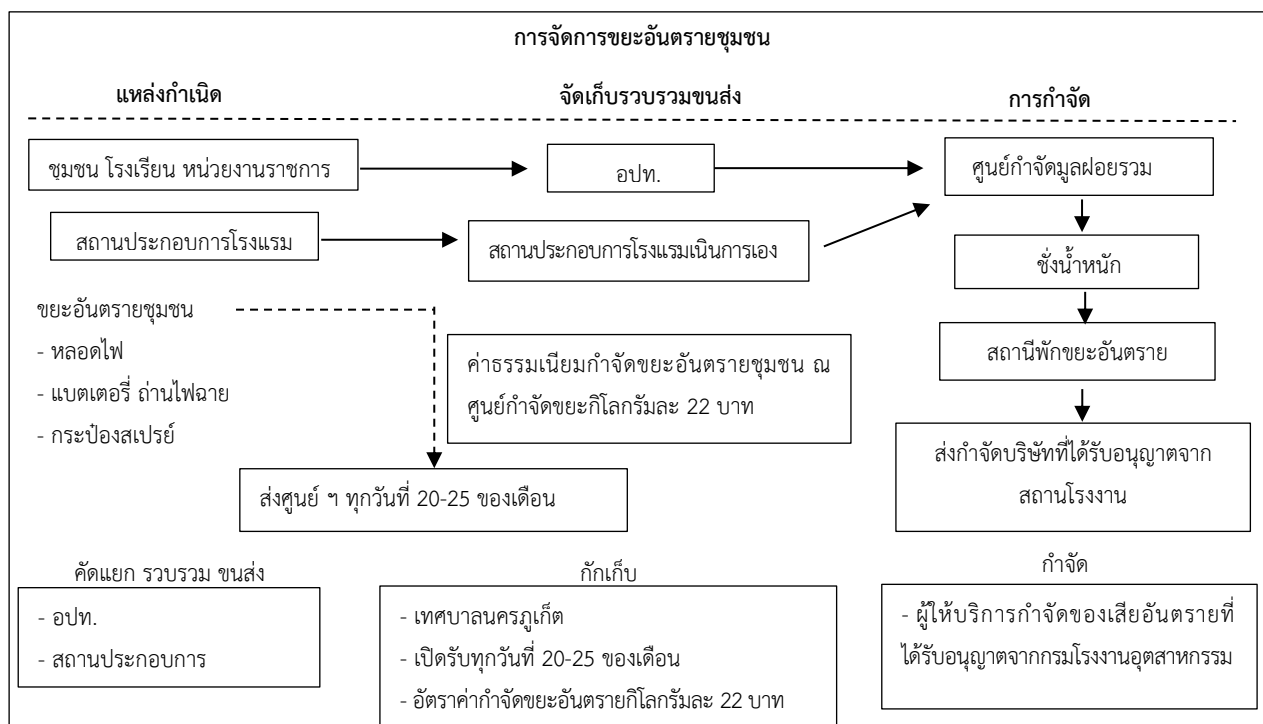 การจัดการขยะอันตรายชุมชน
แหล่งกำเนิด
จัดเก็บรวบรวมขนส่ง
การกำจัด
ชุมชน โรงเรียน หน่วยงานราชการ
อปท.
ศูนย์กำจัดมูลฝอยรวม
สถานประกอบการโรงแรม
สถานประกอบการโรงแรมเนินการเอง
ชั่งน้ำหนัก
ขยะอันตรายชุมชน
- หลอดไฟ
- แบตเตอรี่ ถ่านไฟฉาย
- กระป๋องสเปรย์
ค่าธรรมเนียมกำจัดขยะอันตรายชุมชน ณ
ศูนย์กำจัดขยะกิโลกรัมละ 22 บาท
สถานีพักขยะอันตราย
ส่งกำจัดบริษัทที่ได้รับอนุญาตจาก
สถานโรงงาน
ส่งศูนย์ ฯ ทุกวันที่ 20-25 ของเดือน
คัดแยก รวบรวม ขนส่ง
- อปท.
- สถานประกอบการ
กักเก็บ
- เทศบาลนครภูเก็ต
- เปิดรับทุกวันที่ 20-25 ของเดือน
- อัตราค่ากำจัดขยะอันตรายกิโลกรัมละ 22 บาท
กำจัด
- ผู้ให้บริการกำจัดของเสียอันตรายที่
ได้รับอนุญาตจากกรมโรงงานอุตสาหกรรม